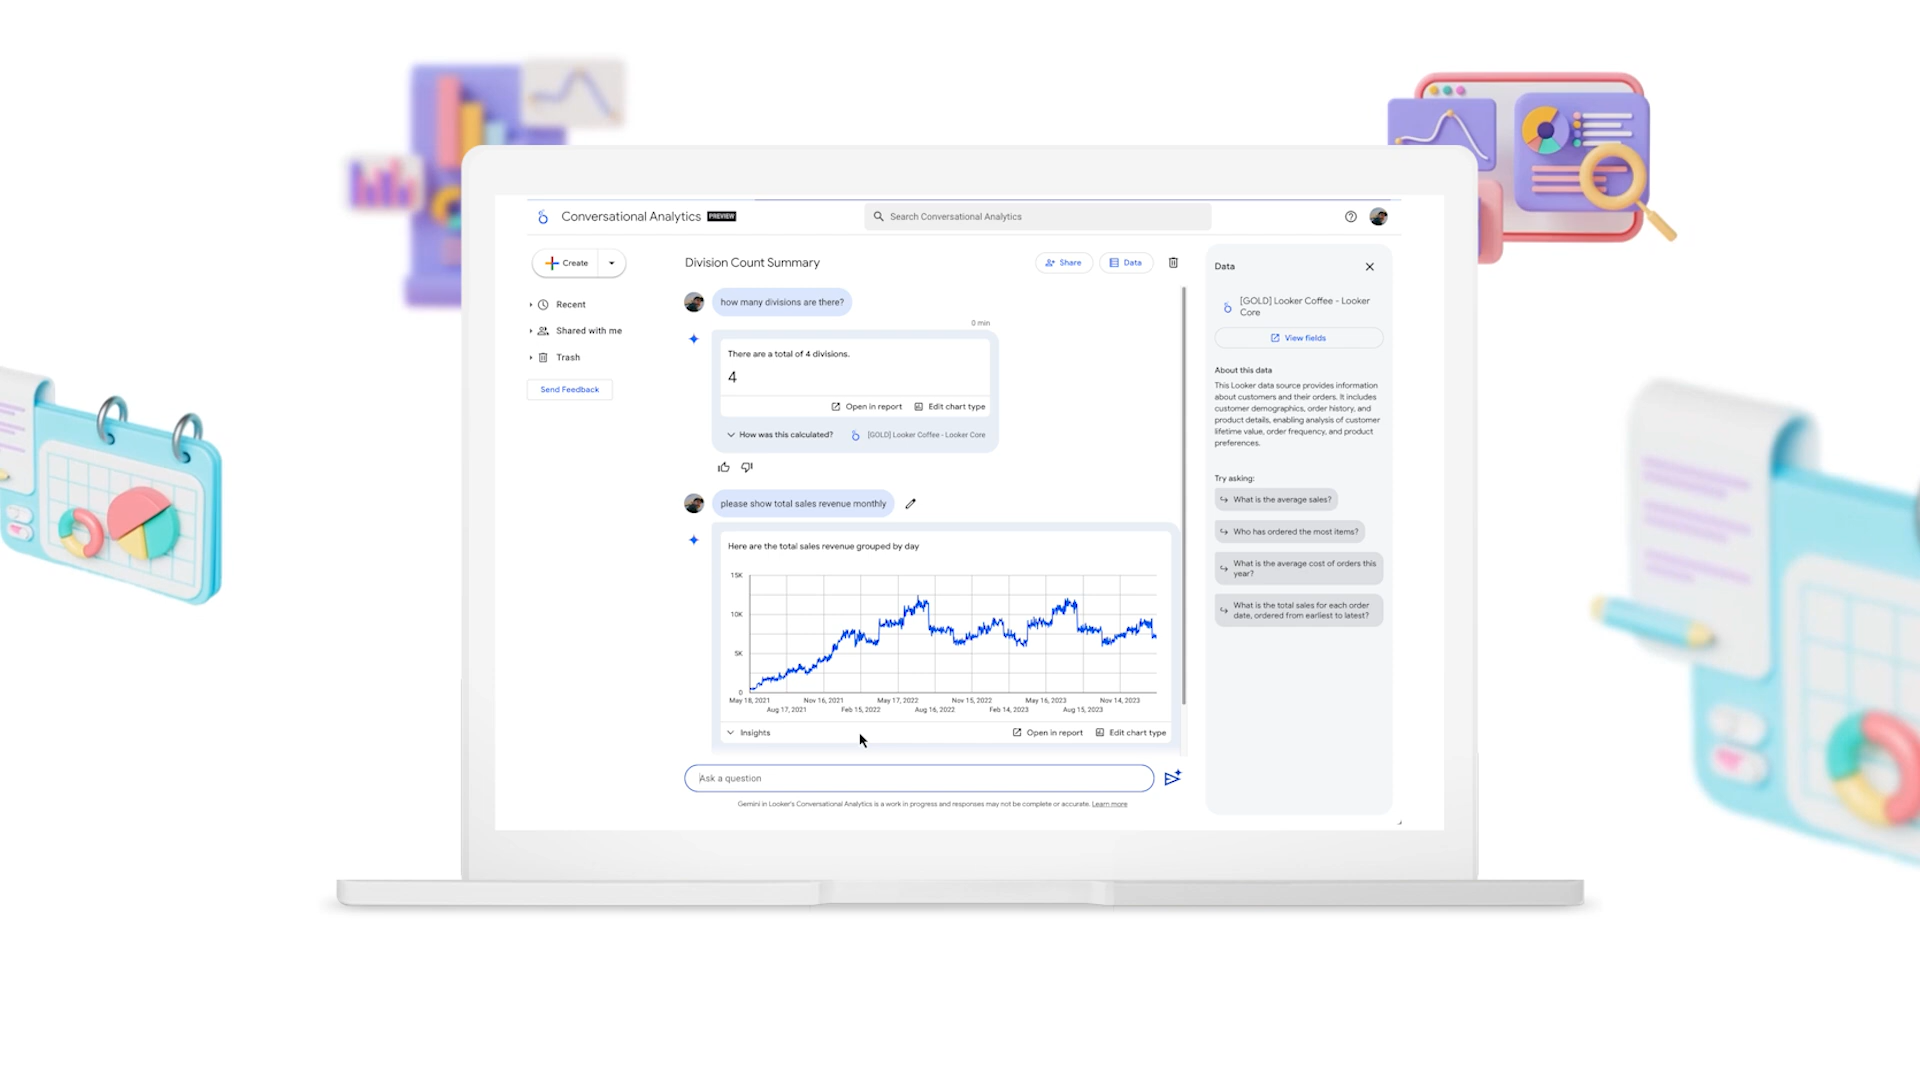 Conversational Analytics PREVIEW
Search Conversational Analytics
Create
Recent
Shared with me
Trash
Send Feedback
Division Count Summary
Share
Data
how many divisions are there?
0 min
There are a total of 4 divisions.
4
Open in report
Edit chart type
How was this calculated?
[GOLD] Looker Coffee - Looker Core
please show total sales revenue monthly
Here are the total sales revenue grouped by day
15K
10K
5K
0
May 18, 2021
Nov 16, 2021
May 17, 2022
Nov 15, 2022
May 16, 2023
Nov 14, 2023
Aug 17, 2021
Feb 15, 2022
Aug 16, 2022
Feb 14, 2023
Aug 15, 2023
Insights
Open in report
Edit chart type
Ask a question
Gemini in Looker's Conversational Analytics is a work in progress and responses may not be complete or accurate. Learn more
Data
[GOLD] Looker Coffee - Looker
Core
View fields
About this data
This Looker data source provides information
about customers and their orders. It includes
customer demographics, order history, and
product details, enabling analysis of customer
lifetime value, order frequency, and product
preferences.
Try asking:
What is the average sales?
Who has ordered the most items?
What is the average cost of orders this
year?
What is the total sales for each order
date, ordered from earliest to latest?